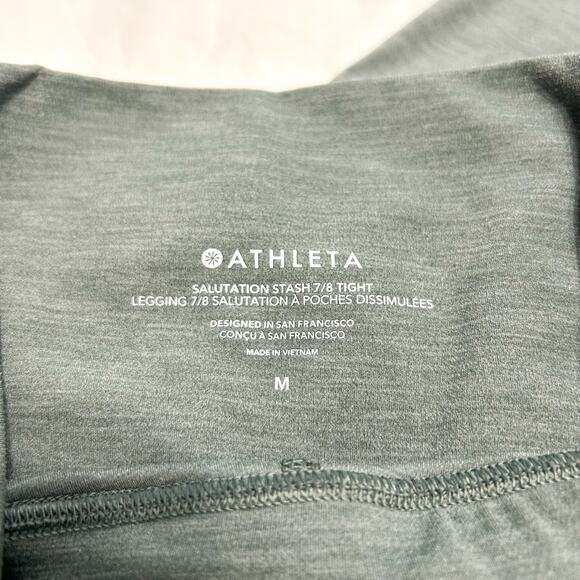 ATHLETA
SALUTATION STASH 7/8 TIGHT
LEGGING 7/8 SALUTATION À POCHES DISSIMULÉES
DESIGNED IN SAN FRANCISCO
CONÇU À SAN FRANCISCO
MADE IN VIETNAM
M